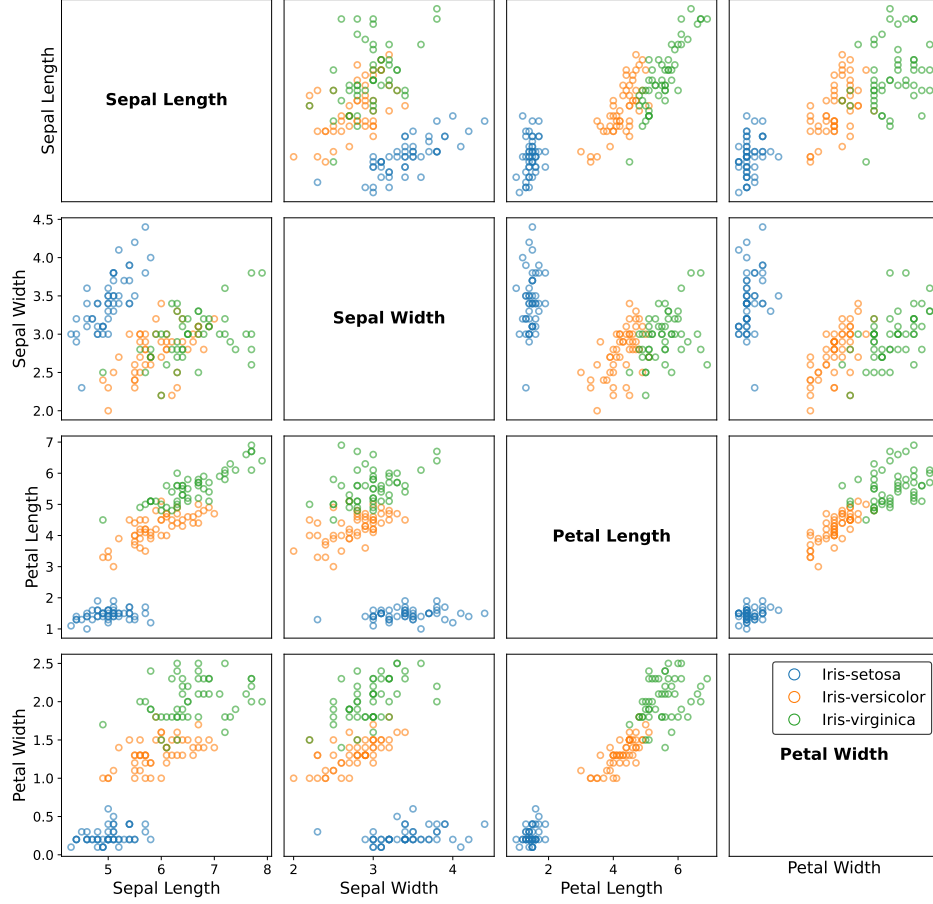 Sepal Length
Sepal Length
4.5
4.0
3.5
3.0
2.5
2.0
Sepal Width
Sepal Width
7
6
5
4
3
2
1
Petal Length
Petal Length
2.5
2.0
1.5
1.0
0.5
0.0
Petal Width
Iris-setosa
Iris-versicolor
Iris-virginica
Petal Width
5 6 7 8
2 3 4
2 4 6
Sepal Length
Sepal Width
Petal Length
Petal Width